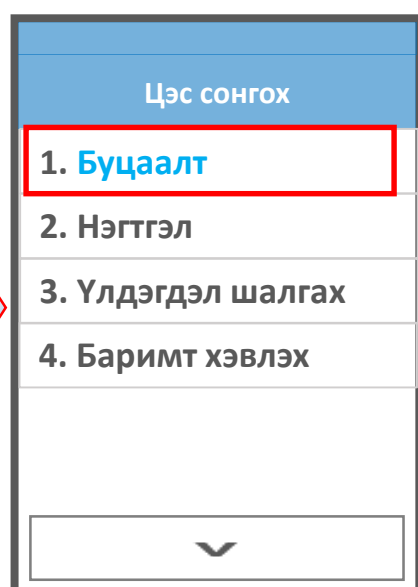 Цэс сонгох
1. Буцаалт
2. Нэгтгэл
3. Үлдэгдэл шалгах
4. Баримт хэвлэх